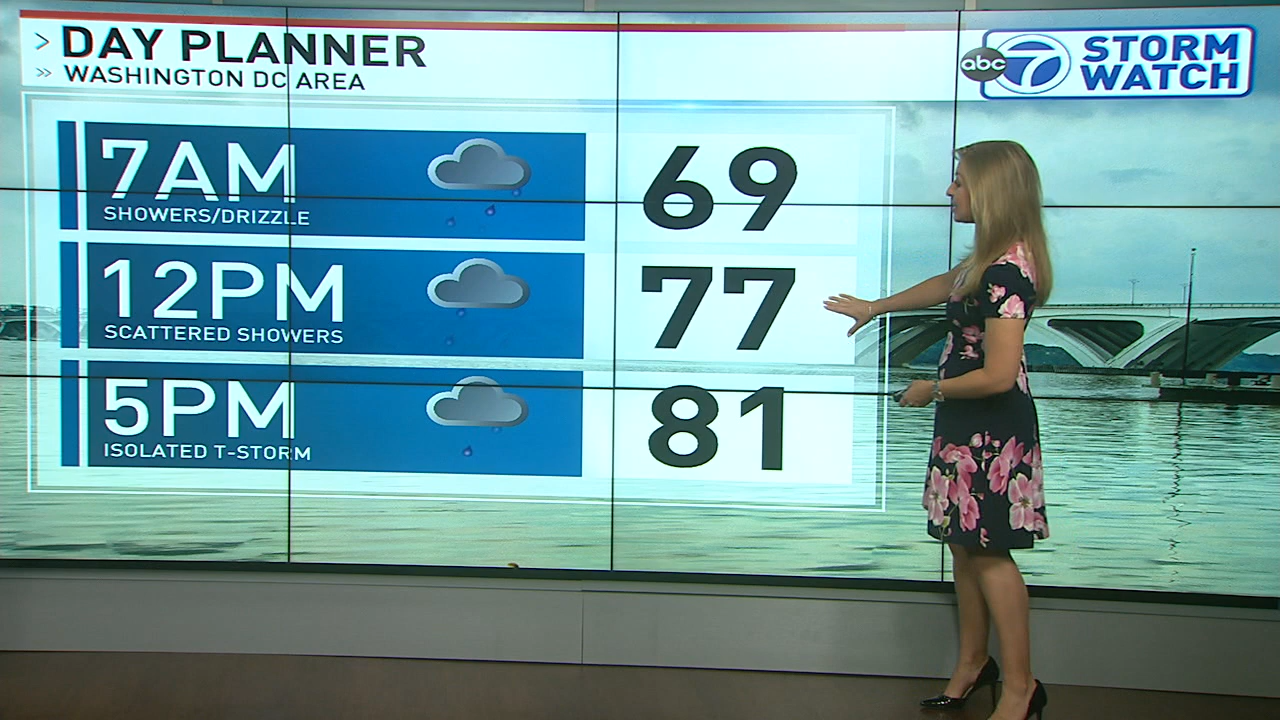 > DAY PLANNER
>> WASHINGTON DC AREA
abc 7 STORM WATCH
7AM
SHOWERS/DRIZZLE
69
12PM
SCATTERED SHOWERS
77
5PM
ISOLATED T-STORM
81